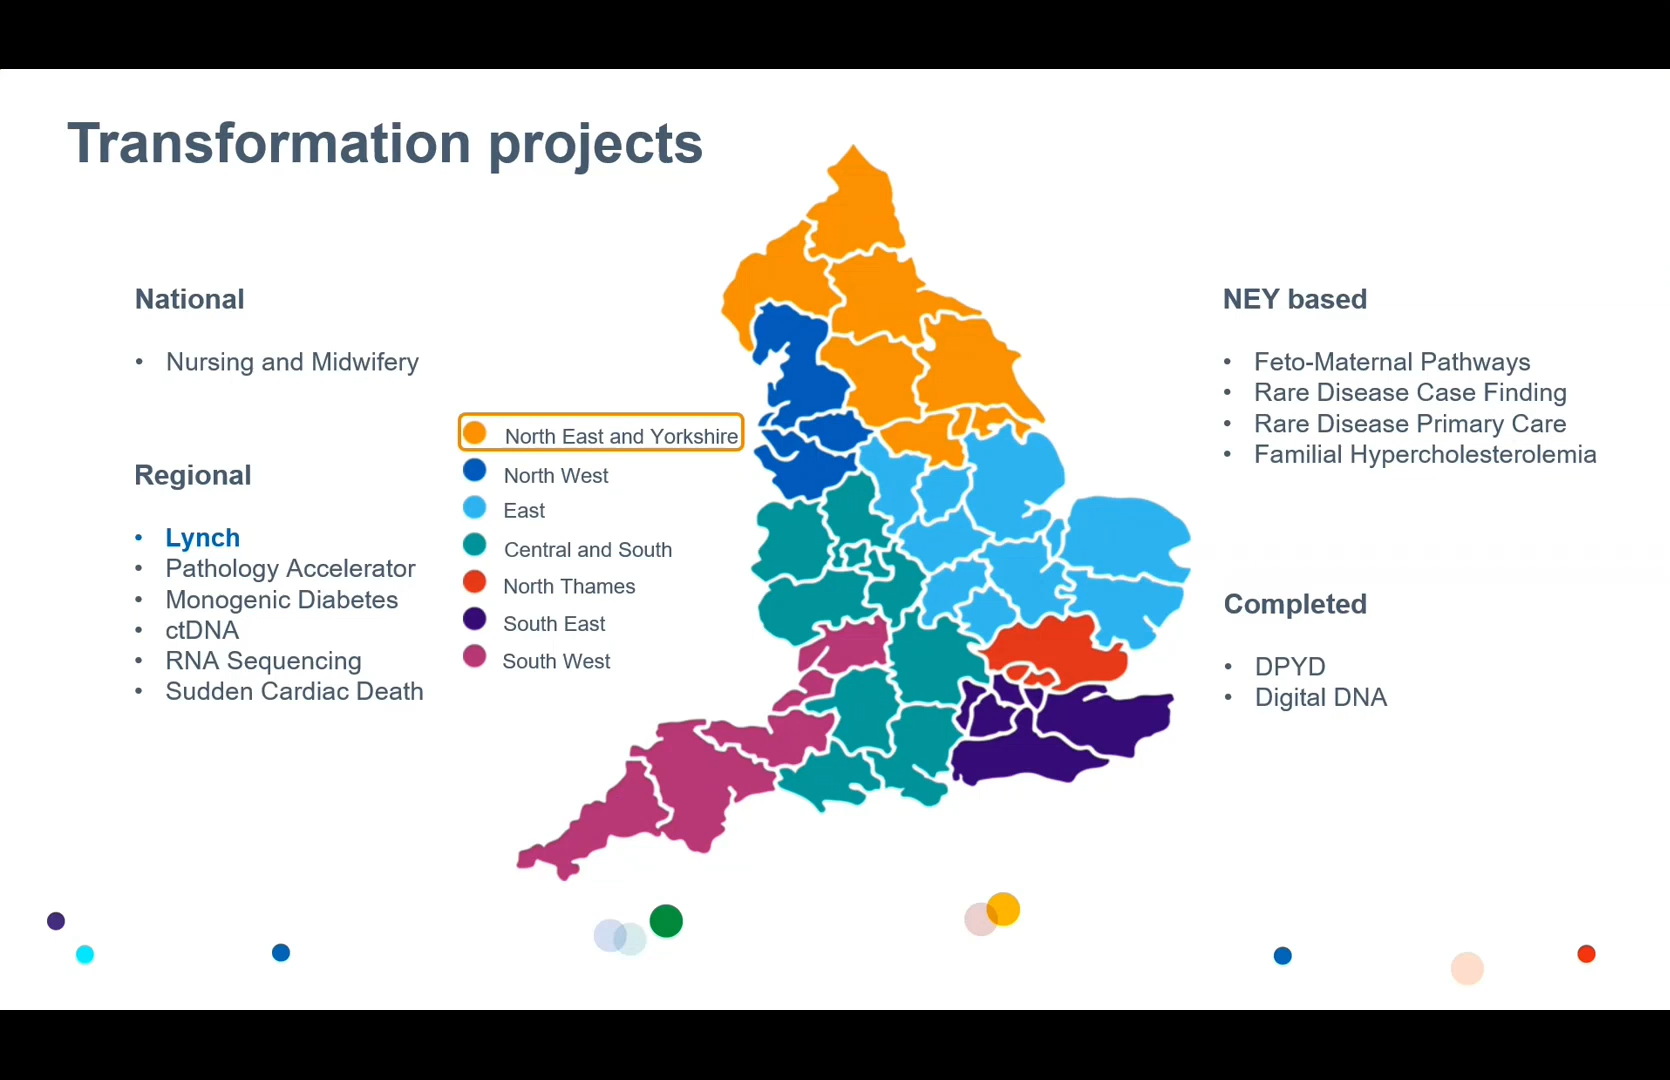 Transformation projects
National
• Nursing and Midwifery
Regional
• Lynch
• Pathology Accelerator
• Monogenic Diabetes
• ctDNA
• RNA Sequencing
• Sudden Cardiac Death
North East and Yorkshire
North West
East
Central and South
North Thames
South East
South West
NEY based
• Feto-Maternal Pathways
• Rare Disease Case Finding
• Rare Disease Primary Care
• Familial Hypercholesterolemia
Completed
• DPYD
• Digital DNA